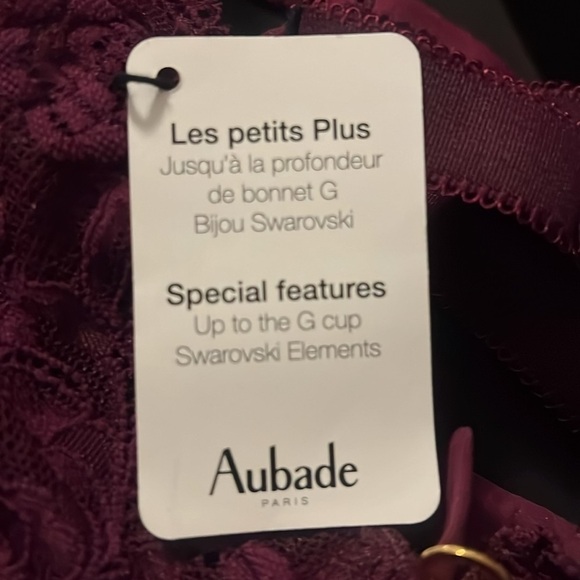 Les petits Plus
Jusqu'à la profondeur
de bonnet G
Bijou Swarovski
Special features
Up to the G cup
Swarovski Elements
Aubade
PARIS